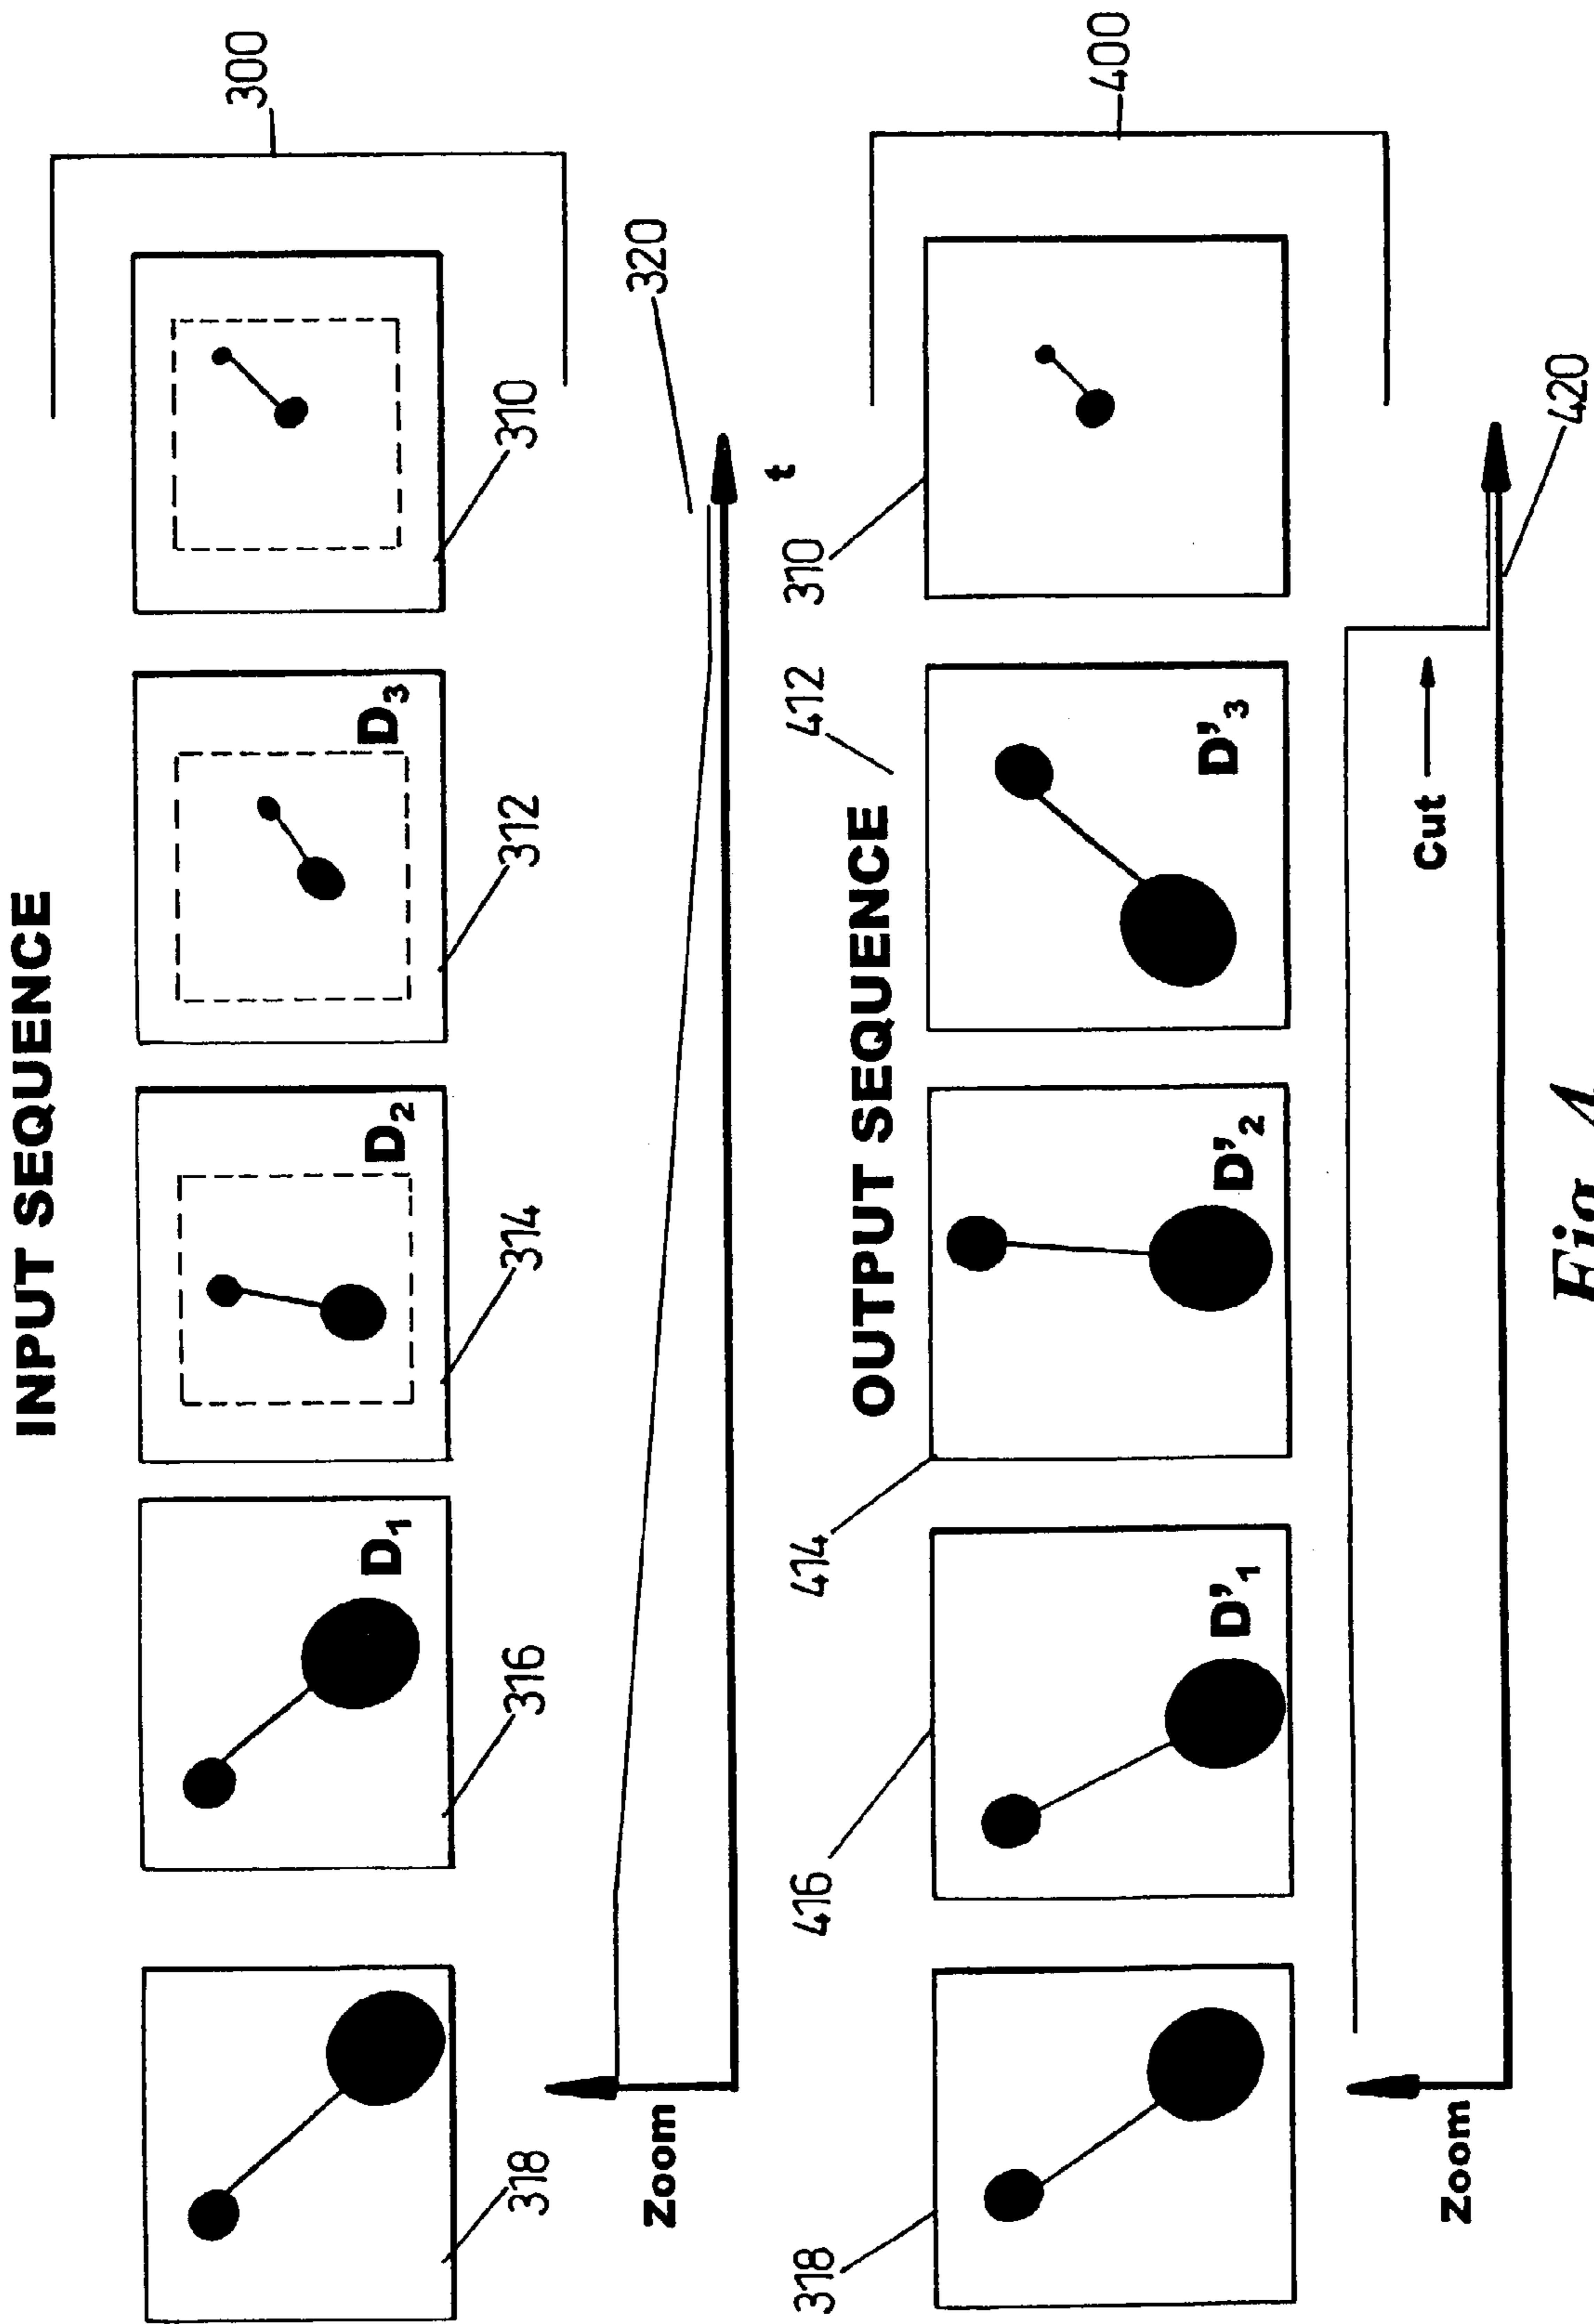 INPUT SEQUENCE
300
D₁
D₂
D₃
318
316
314
312
310
Zoom
320
t
OUTPUT SEQUENCE
400
318
416
414
412
310
D'₁
D'₂
D'₃
Zoom
Cut
420
Fig. 4